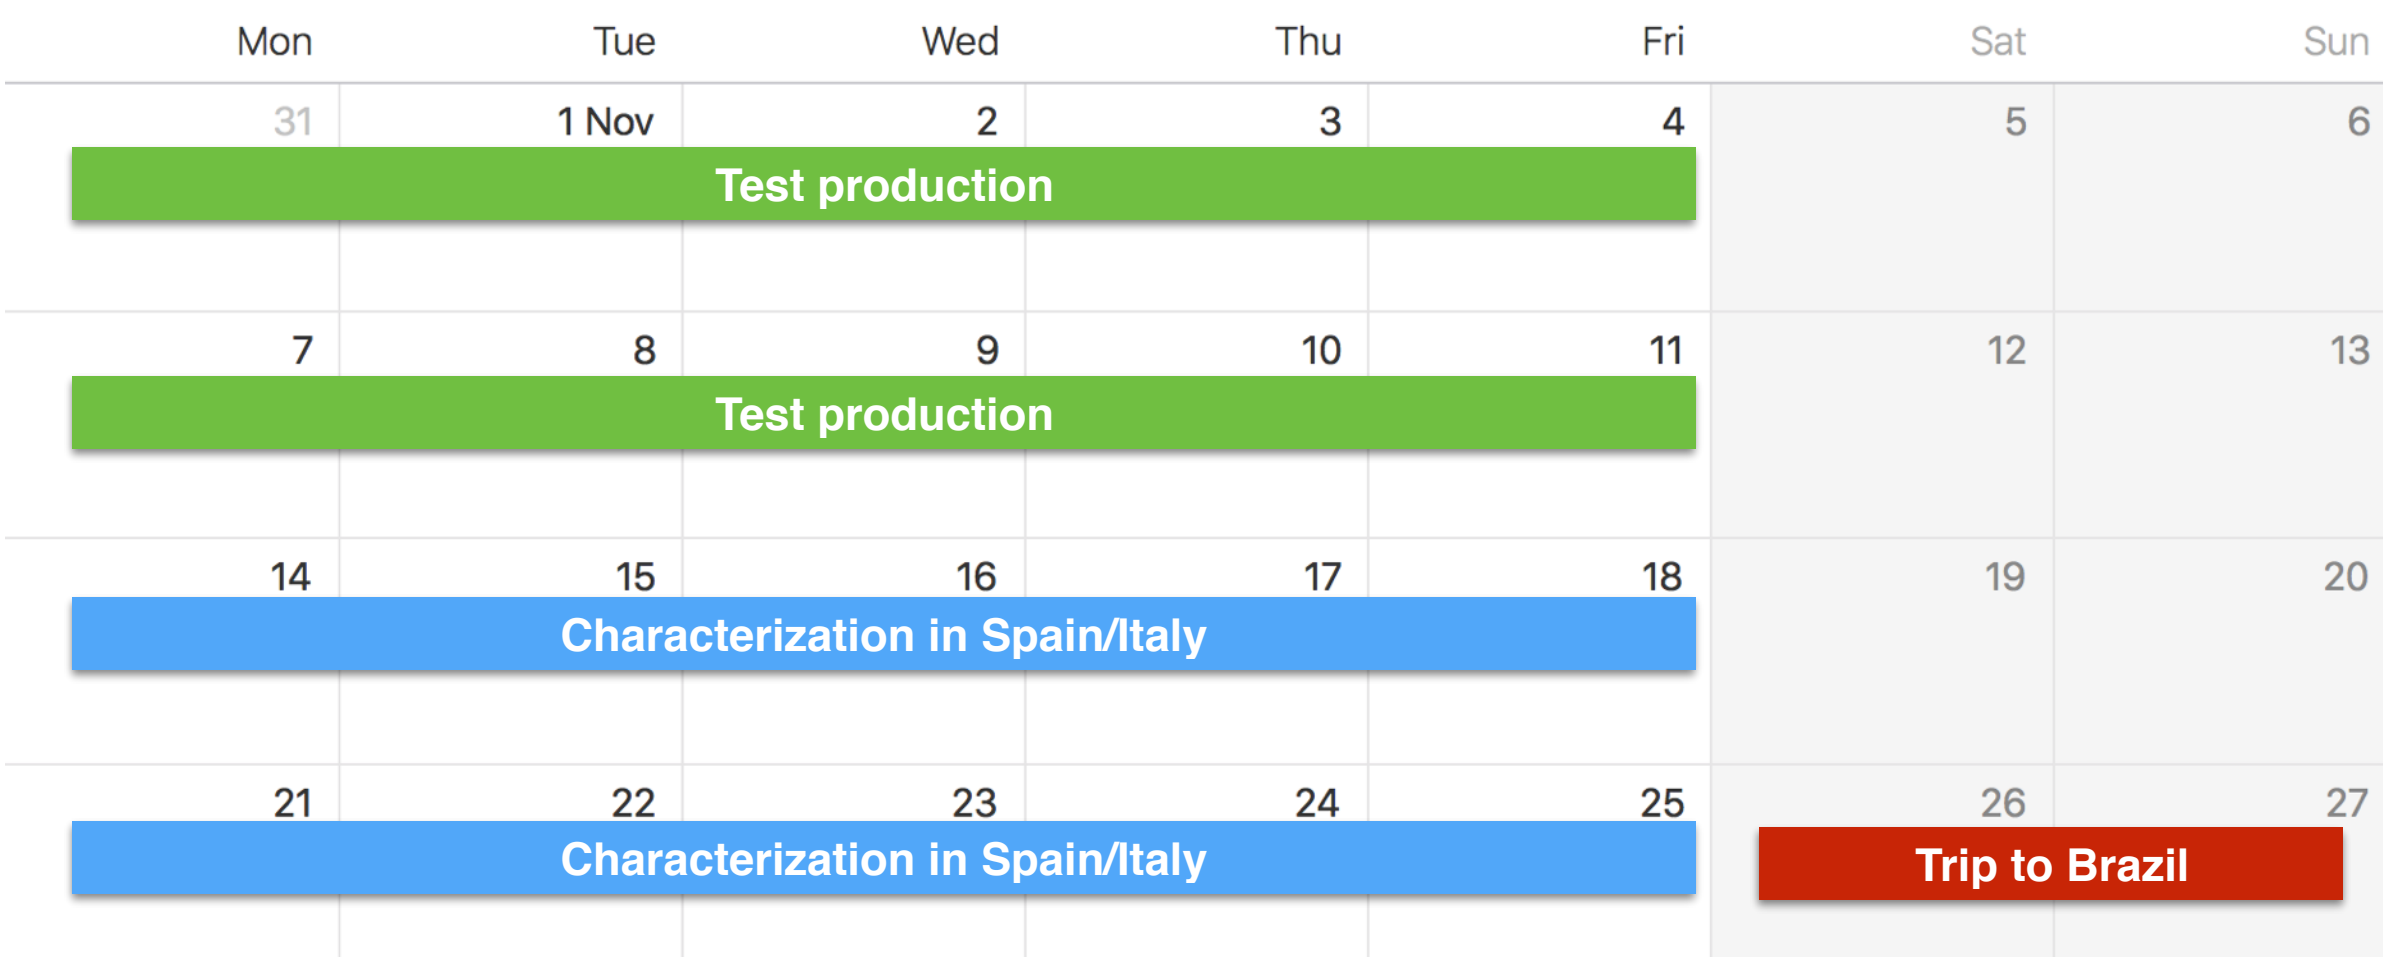 Mon Tue Wed Thu Fri Sat Sun
31 1 Nov 2 3 4 5 6
Test production
7 8 9 10 11 12 13
Test production
14 15 16 17 18 19 20
Characterization in Spain/Italy
21 22 23 24 25 26 27
Characterization in Spain/Italy Trip to Brazil